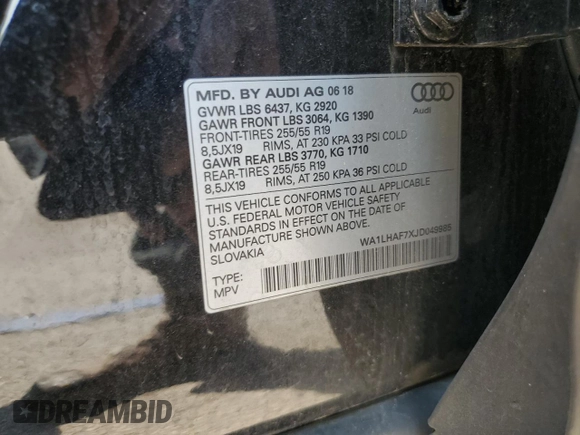 MFD. BY AUDI AG 06 18
GVWR LBS 6437, KG 2920
GAWR FRONT LBS 3064, KG 1390
FRONT-TIRES 255/55 R19
8,5JX19 RIMS, AT 230 KPA 33 PSI COLD
GAWR REAR LBS 3770, KG 1710
REAR-TIRES 255/55 R19
8,5JX19 RIMS, AT 250 KPA 36 PSI COLD
THIS VEHICLE CONFORMS TO ALL APPLICABLE
U.S. FEDERAL MOTOR VEHICLE SAFETY
STANDARDS IN EFFECT ON THE DATE OF
MANUFACTURE SHOWN ABOVE.
SLOVAKIA
WA1LHAF7XJD049985
TYPE:
MPV
Audi
DREAMBID